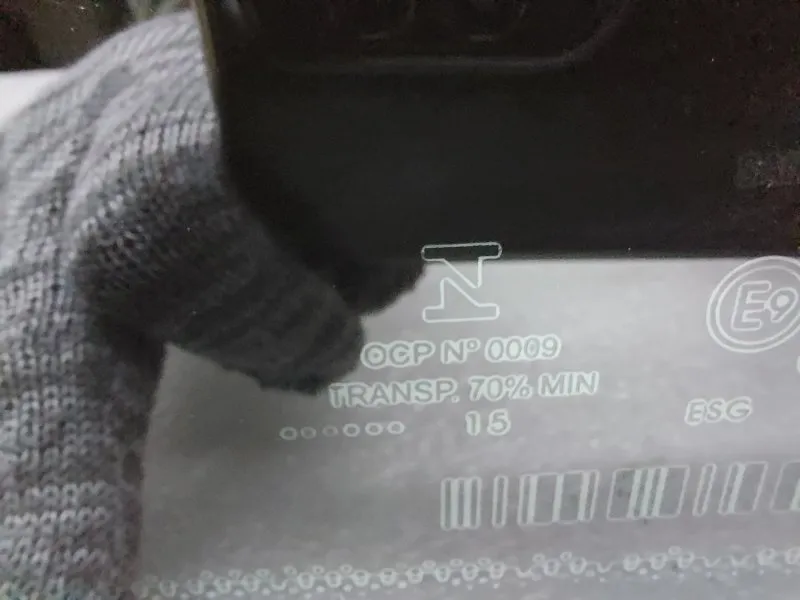 E9
OCP Nº 0009
TRANSP. 70% MIN
ESG
•••••• 15